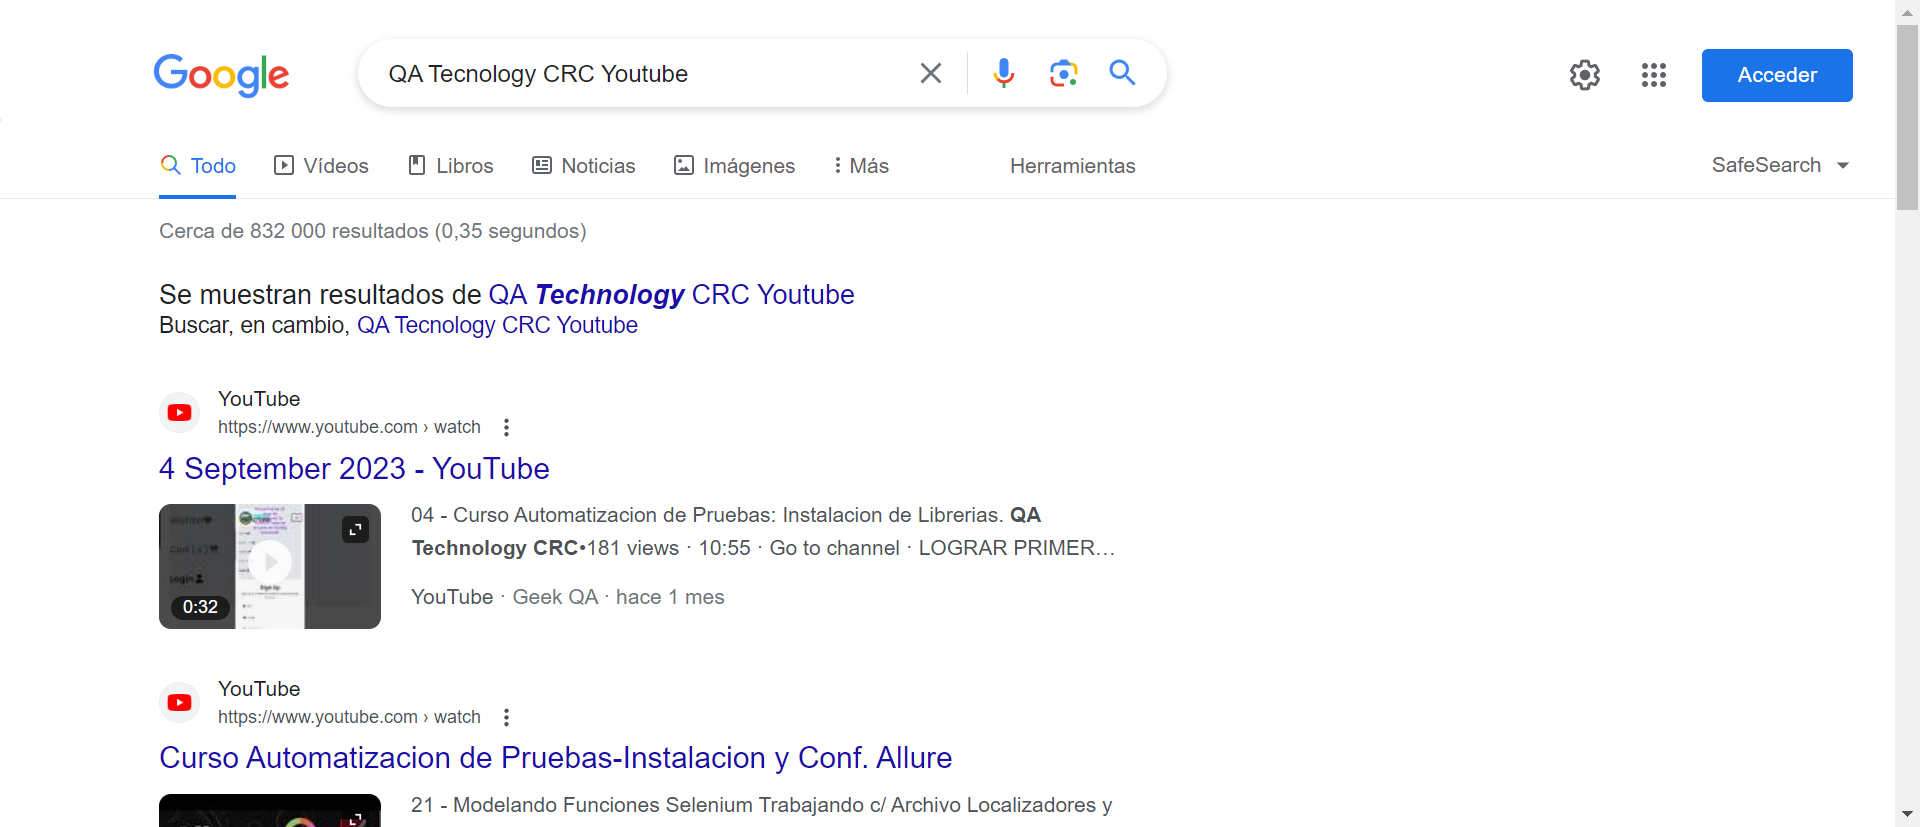 Google
QA Tecnology CRC Youtube
Acceder
Todo
Vídeos
Libros
Noticias
Imágenes
Más
Herramientas
SafeSearch
Cerca de 832 000 resultados (0,35 segundos)
Se muestran resultados de QA Technology CRC Youtube
Buscar, en cambio, QA Tecnology CRC Youtube
YouTube
https://www.youtube.com › watch
4 September 2023 - YouTube
0:32
04 - Curso Automatizacion de Pruebas: Instalacion de Librerias. QA
Technology CRC•181 views · 10:55 · Go to channel · LOGRAR PRIMER…
YouTube · Geek QA · hace 1 mes
YouTube
https://www.youtube.com › watch
Curso Automatizacion de Pruebas-Instalacion y Conf. Allure
21 - Modelando Funciones Selenium Trabajando c/ Archivo Localizadores y